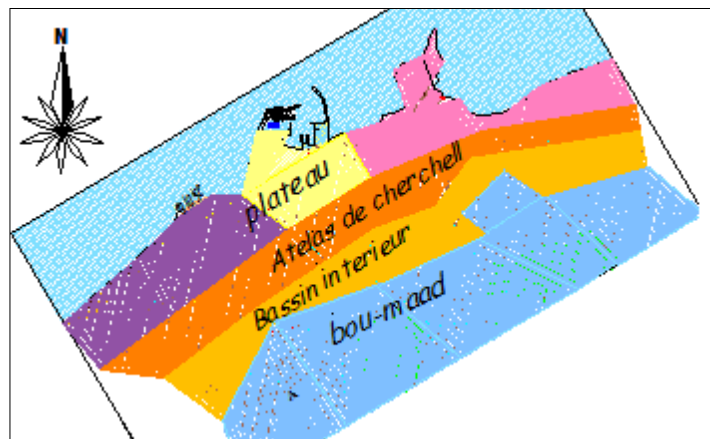 N
plateau
Atelas de cherchell
Bassin interieur
bou-maad